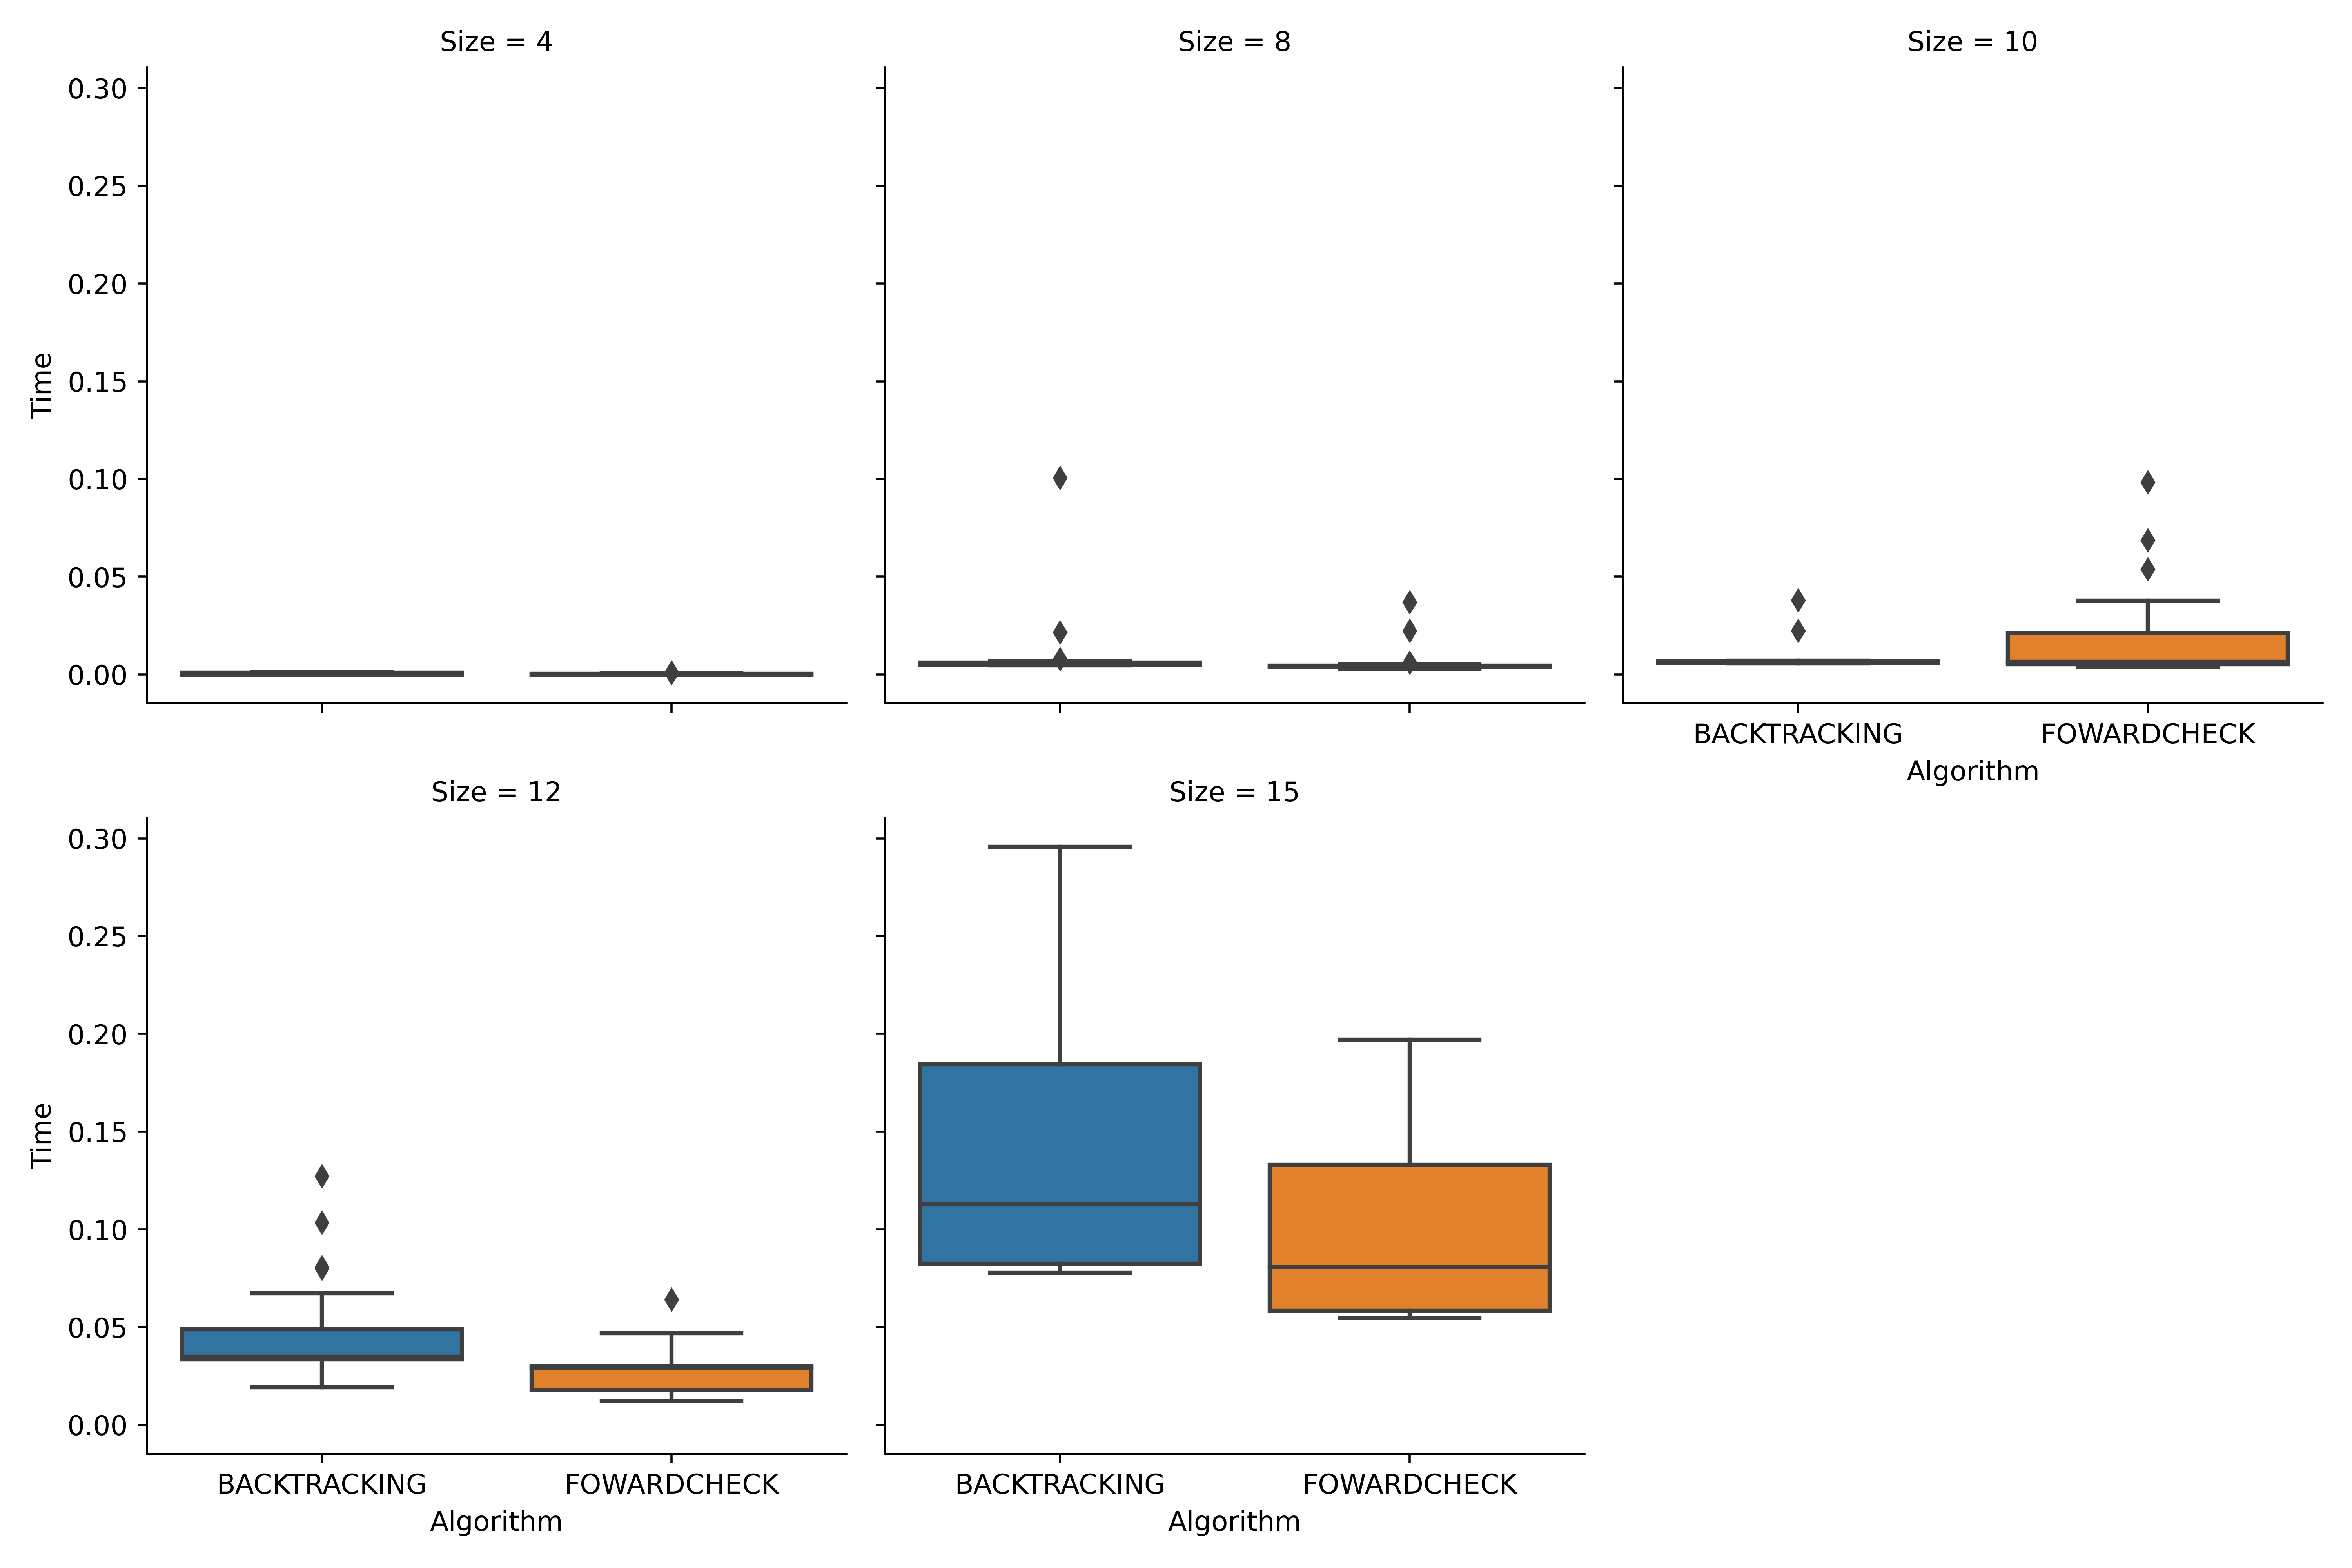 Size = 4
Size = 8
Size = 10
0.30
0.25
0.20
0.15
0.10
0.05
0.00
Time
BACKTRACKING FOWARDCHECK
Algorithm
Size = 12
Size = 15
0.30
0.25
0.20
0.15
0.10
0.05
0.00
Time
BACKTRACKING FOWARDCHECK
Algorithm
BACKTRACKING FOWARDCHECK
Algorithm